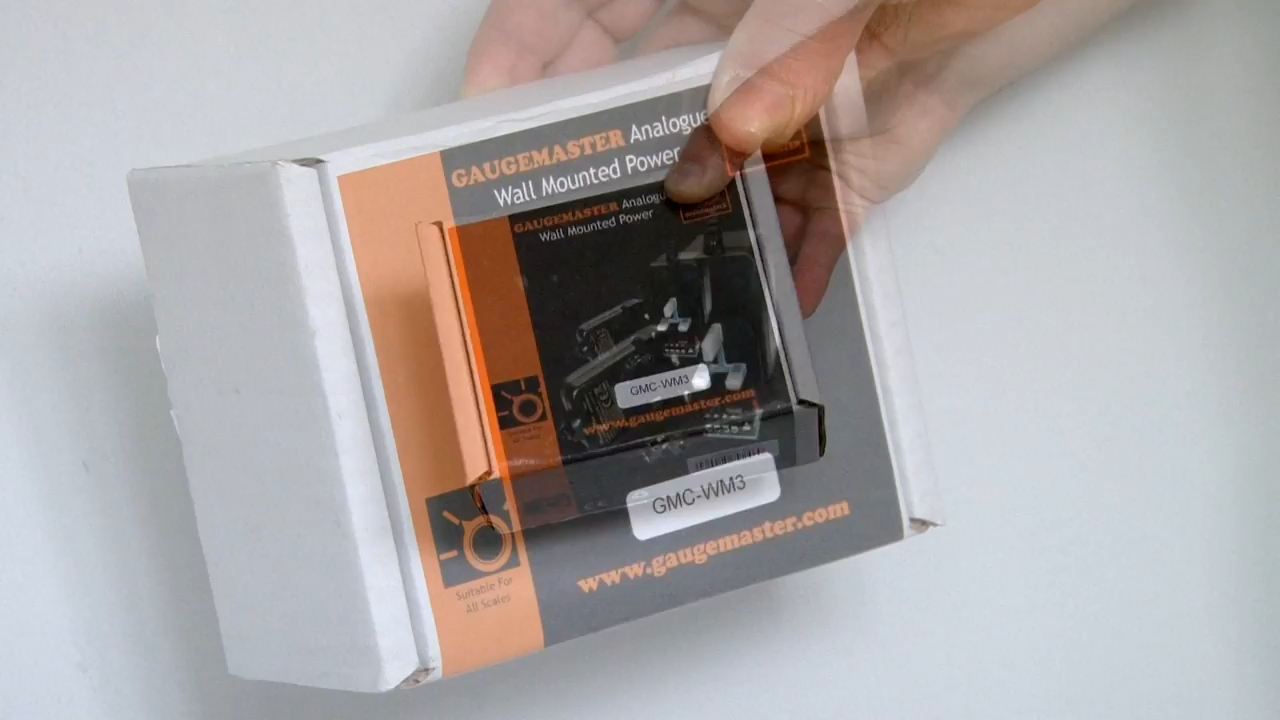 GAUGEMASTER Analogue
Wall Mounted Power
GAUGEMASTER Analogue
Wall Mounted Power
GMC-WM3
www.gaugemaster.com
GMC-WM3
www.gaugemaster.com
Suitable For
All Scales